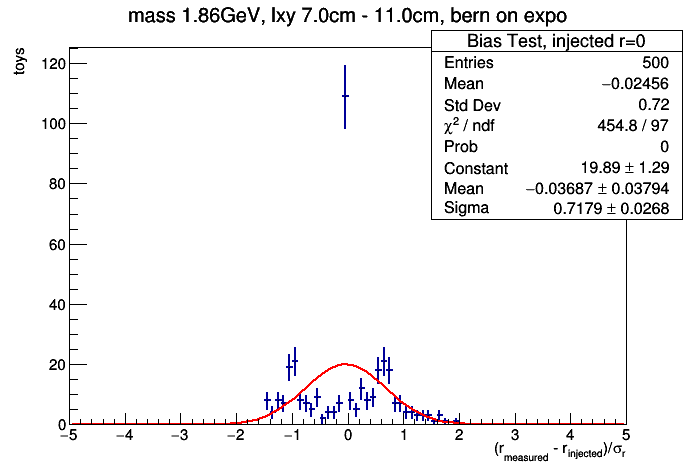 mass 1.86GeV, lxy 7.0cm - 11.0cm, bern on expo
toys
Bias Test, injected r=0
Entries 500
Mean −0.02456
Std Dev 0.72
χ² / ndf 454.8 / 97
Prob 0
Constant 19.89 ± 1.29
Mean −0.03687 ± 0.03794
Sigma 0.7179 ± 0.0268
120
100
80
60
40
20
0
−5 −4 −3 −2 −1 0 1 2 3 4 5
(r_measured - r_injected)/σ_r